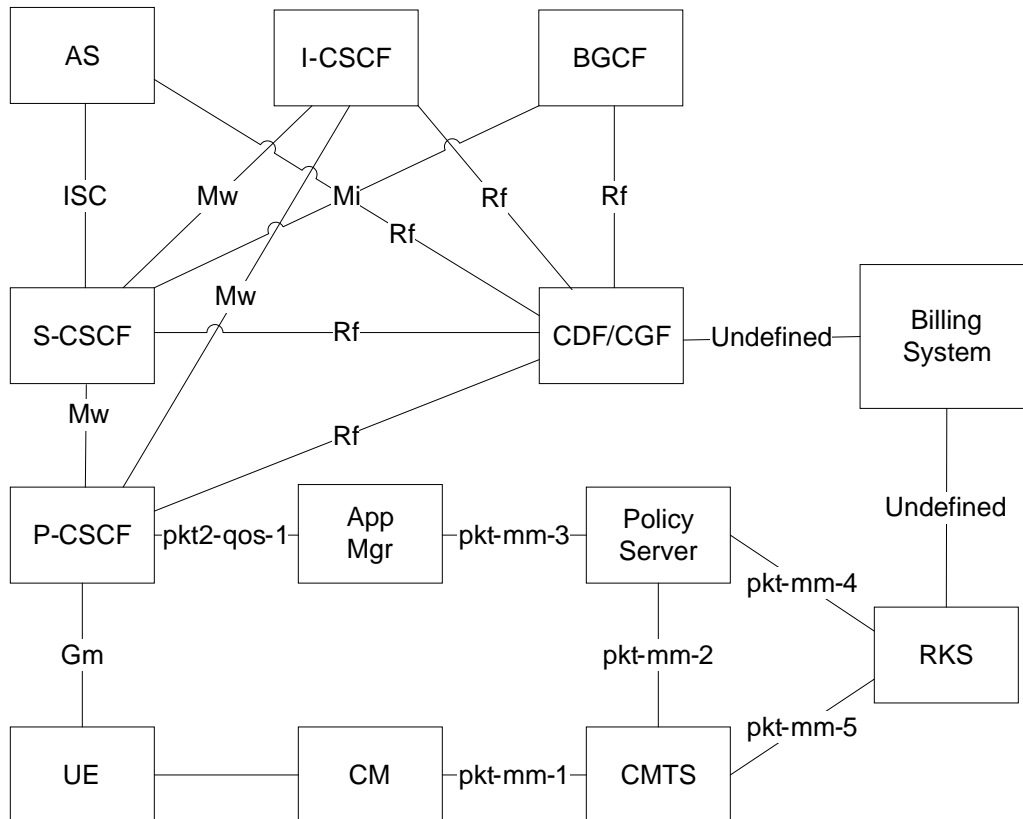 AS
I-CSCF
BGCF
ISC
Mw
Mi
Rf
Rf
Rf
Mw
S-CSCF
Rf
CDF/CGF
Undefined
Billing
System
Mw
Rf
Undefined
P-CSCF
pkt2-qos-1
App
Mgr
pkt-mm-3
Policy
Server
pkt-mm-4
Gm
pkt-mm-2
RKS
pkt-mm-5
UE
CM
pkt-mm-1
CMTS